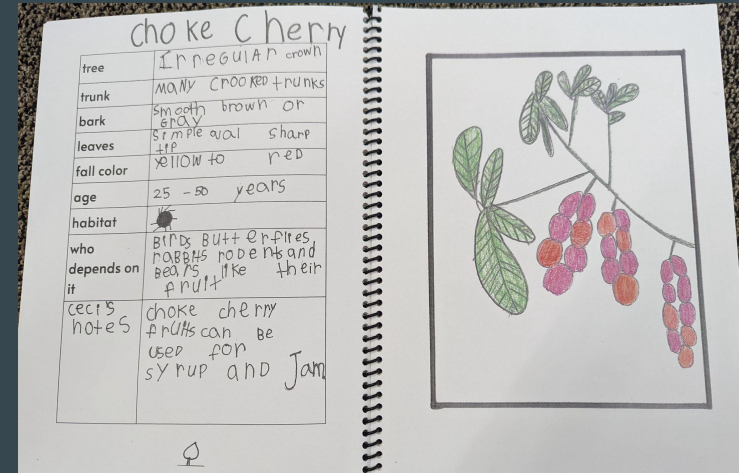 choke Cherry
tree
Irregular crown
trunk
Many crooked trunks
bark
smooth brown or
gray
leaves
simple oval sharp
tip
fall color
yellow to red
age
25 - 50 years
habitat
who
depends on
it
Birds Butterflies
rabbits rodents and
Bears like their
fruit
ceci's
notes
choke cherry
fruits can Be
used for
syrup and Jam